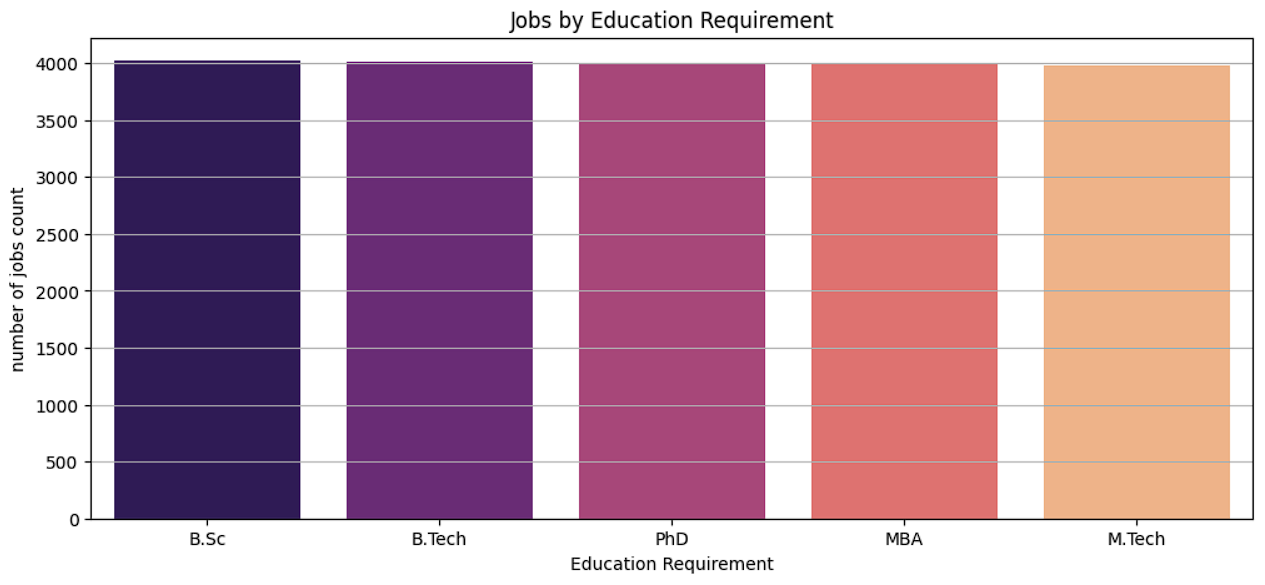 Jobs by Education Requirement
number of jobs count
4000
3500
3000
2500
2000
1500
1000
500
0
B.Sc
B.Tech
PhD
MBA
M.Tech
Education Requirement